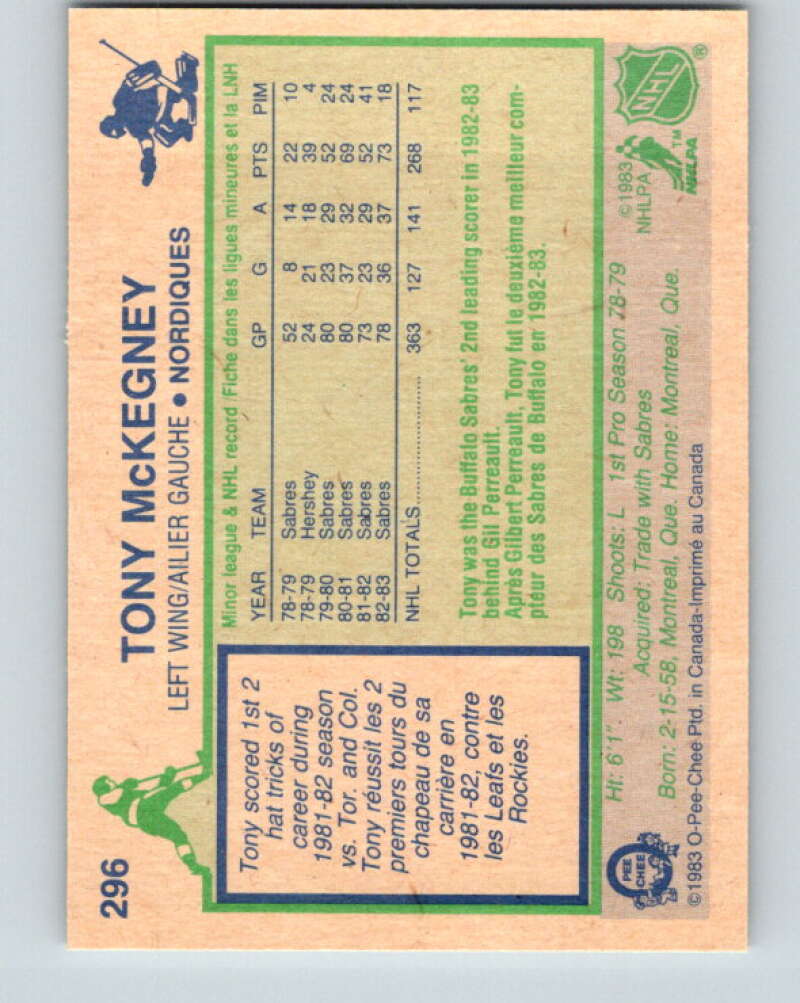 296
TONY McKEGNEY
LEFT WING/AILIER GAUCHE • NORDIQUES
Tony scored 1st 2
hat tricks of
career during
1981-82 season
vs. Tor. and Col.
Tony réussit les 2
premiers tours du
chapeau de sa
carrière en
1981-82, contre
les Leafs et les
Rockies.
Minor league & NHL record/Fiche dans les ligues mineures et la LNH
YEAR TEAM GP G A PTS PIM
78-79 Sabres 52 8 14 22 10
78-79 Hershey 24 21 18 39 4
79-80 Sabres 80 23 29 52 24
80-81 Sabres 80 37 32 69 24
81-82 Sabres 73 23 29 52 41
82-83 Sabres 78 36 37 73 18
NHL TOTALS 363 127 141 268 117
Tony was the Buffalo Sabres' 2nd leading scorer in 1982-83
behind Gil Perreault.
Après Gilbert Perreault, Tony fut le deuxième meilleur com-
pteur des Sabres de Buffalo en 1982-83.
Ht: 6'1". Wt: 198 Shoots: L 1st Pro Season 78-79
Acquired: Trade with Sabres
Born: 2-15-58, Montreal, Que. Home: Montreal, Que.
©1983 O-Pee-Chee Ptd. in Canada-Imprimé au Canada
O
PEE
CHEE
©1983
NHLPA
NHLPA™
NHL®